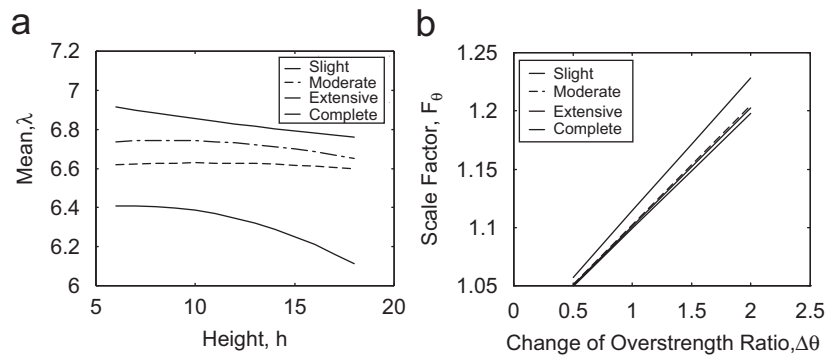 a
7.2
7
6.8
6.6
6.4
6.2
6
Mean,λ
Slight
Moderate
Extensive
Complete
5
10
15
20
Height, h
b
1.25
1.2
1.15
1.1
1.05
Scale Factor, Fθ
Slight
Moderate
Extensive
Complete
0
0.5
1
1.5
2
2.5
Change of Overstrength Ratio,Δθ